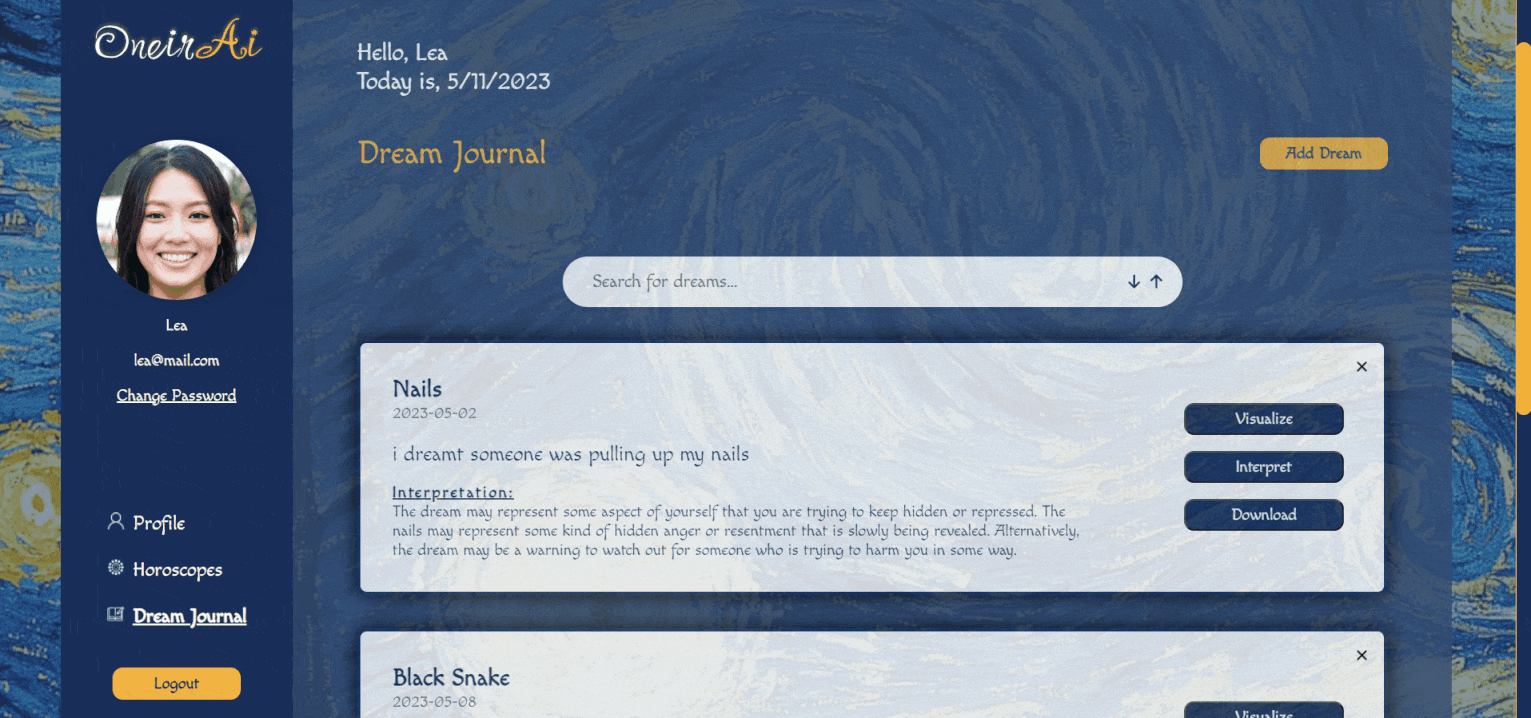 OneirAi
Hello, Lea
Today is, 5/11/2023
Dream Journal
Add Dream
Search for dreams...
Lea
lea@mail.com
Change Password
Profile
Horoscopes
Dream Journal
Logout
Nails
2023-05-02
i dreamt someone was pulling up my nails
Interpretation:
The dream may represent some aspect of yourself that you are trying to keep hidden or repressed. The
nails may represent some kind of hidden anger or resentment that is slowly being revealed. Alternatively,
the dream may be a warning to watch out for someone who is trying to harm you in some way.
Visualize
Interpret
Download
Black Snake
2023-05-08
Visualize